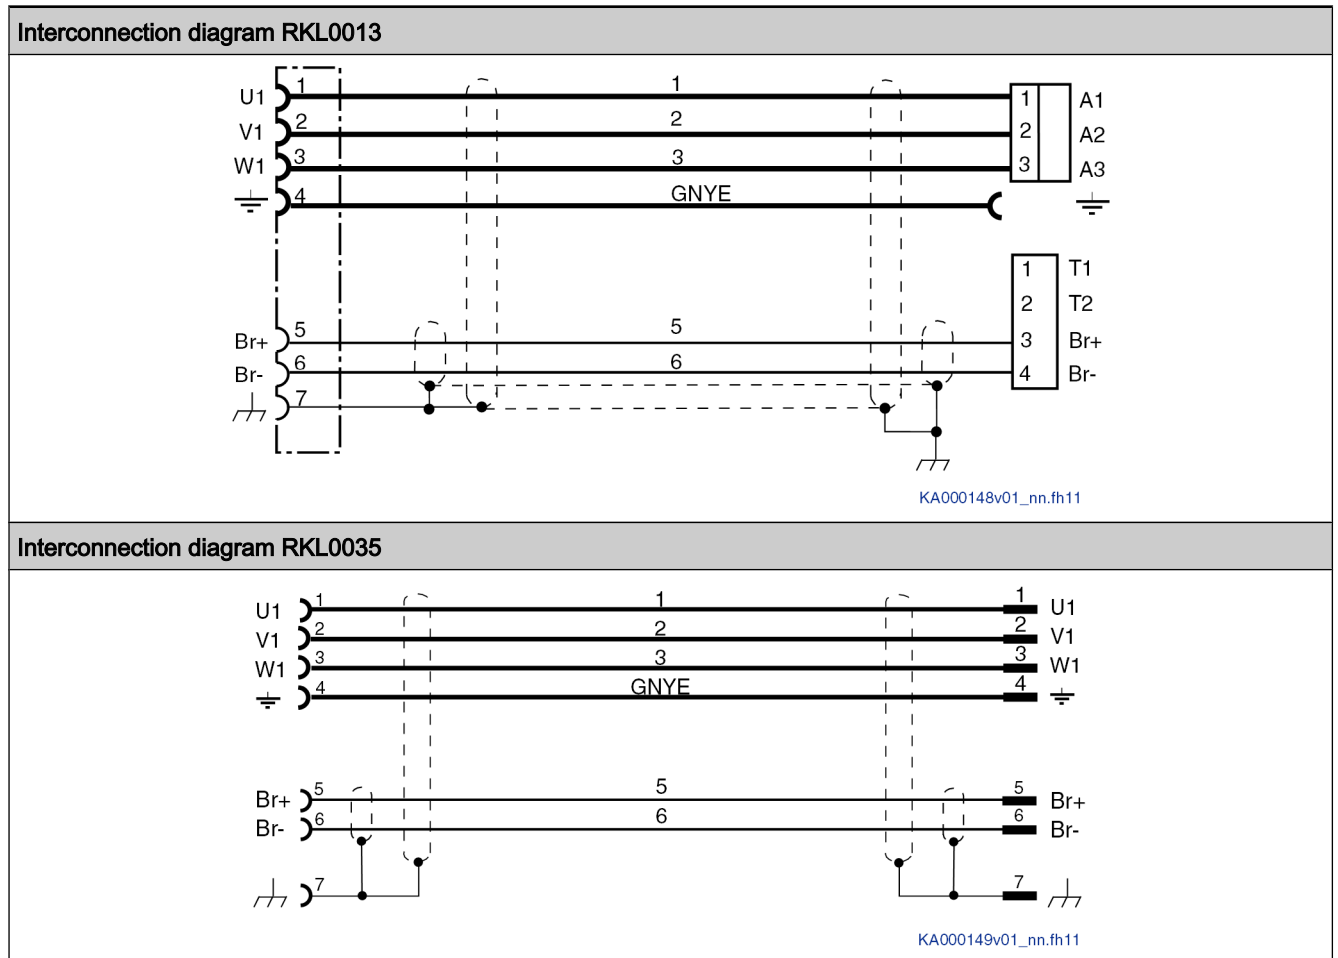 Interconnection diagram RKL0013
U1 1 1 1 A1
V1 2 2 2 A2
W1 3 3 3 A3
4 GNYE
1 T1
2 T2
Br+ 5 5 3 Br+
Br- 6 6 4 Br-
7
KA000148v01_nn.fh11
Interconnection diagram RKL0035
U1 1 1 1 U1
V1 2 2 2 V1
W1 3 3 3 W1
4 GNYE 4
Br+ 5 5 5 Br+
Br- 6 6 6 Br-
7 7
KA000149v01_nn.fh11